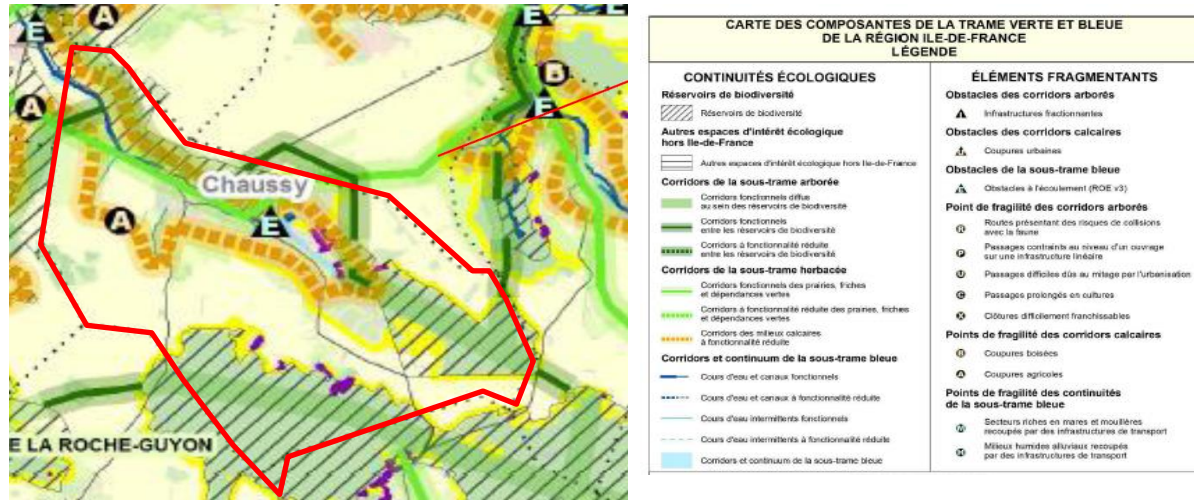 E
A
B
E
A
Chaussy
A
E
E LA ROCHE-GUYON
CARTE DES COMPOSANTES DE LA TRAME VERTE ET BLEUE
DE LA RÉGION ILE-DE-FRANCE
LÉGENDE
CONTINUITÉS ÉCOLOGIQUES
Réservoirs de biodiversité
Réservoirs de biodiversité
Autres espaces d'intérêt écologique
hors Ile-de-France
Autres espaces d'intérêt écologique hors Ile-de-France
Corridors de la sous-trame arborée
Corridors fonctionnels diffus
au sein des réservoirs de biodiversité
Corridors fonctionnels
entre les réservoirs de biodiversité
Corridors à fonctionnalité réduite
entre les réservoirs de biodiversité
Corridors de la sous-trame herbacée
Corridors fonctionnels des prairies, friches
et dépendances vertes
Corridors à fonctionnalité réduite des prairies, friches
et dépendances vertes
Corridors des milieux calcaires
à fonctionnalité réduite
Corridors et continuum de la sous-trame bleue
Cours d'eau et canaux fonctionnels
Cours d'eau et canaux à fonctionnalité réduite
Cours d'eau intermittents fonctionnels
Cours d'eau intermittents à fonctionnalité réduite
Corridors et continuum de la sous-trame bleue
ÉLÉMENTS FRAGMENTANTS
Obstacles des corridors arborés
Infrastructures fractionnantes
Obstacles des corridors calcaires
Coupures urbaines
Obstacles de la sous-trame bleue
Obstacles à l'écoulement (ROE v3)
Point de fragilité des corridors arborés
R Routes présentant des risques de collisions
avec la faune
P Passages contraints au niveau d'un ouvrage
sur une infrastructure linéaire
U Passages difficiles dûs au mitage par l'urbanisation
C Passages prolongés en cultures
X Clôtures difficilement franchissables
Points de fragilité des corridors calcaires
B Coupures boisées
A Coupures agricoles
Points de fragilité des continuités
de la sous-trame bleue
M Secteurs riches en mares et mouillères
recoupés par des infrastructures de transport
H Milieux humides alluviaux recoupés
par des infrastructures de transport